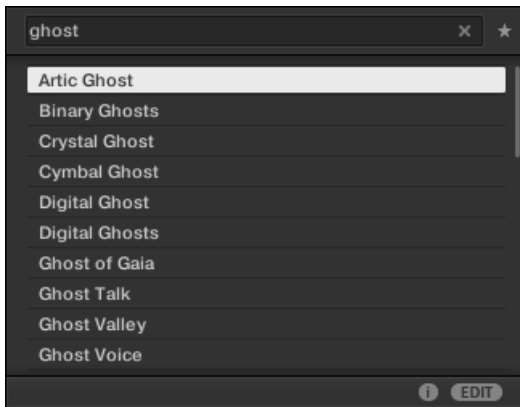 ghost
Artic Ghost
Binary Ghosts
Crystal Ghost
Cymbal Ghost
Digital Ghost
Digital Ghosts
Ghost of Gaia
Ghost Talk
Ghost Valley
Ghost Voice
i EDIT